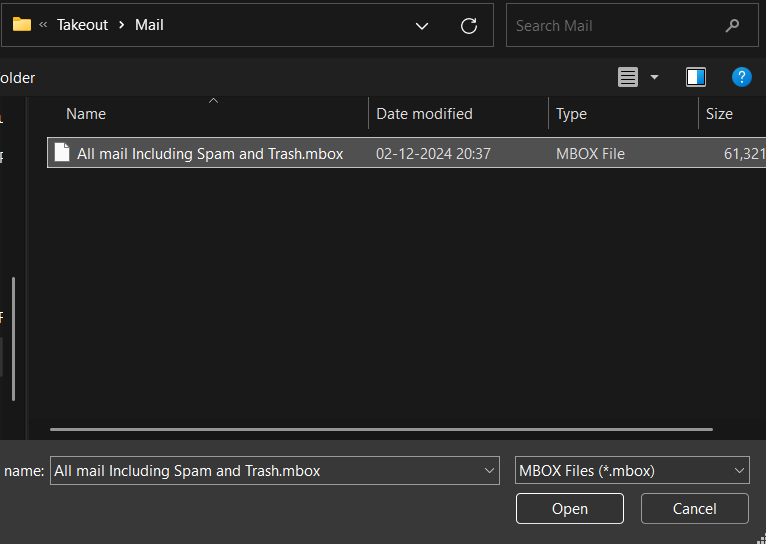 « Takeout > Mail
Search Mail
older
Name Date modified Type Size
All mail Including Spam and Trash.mbox 02-12-2024 20:37 MBOX File 61,321
name: All mail Including Spam and Trash.mbox MBOX Files (*.mbox)
Open Cancel